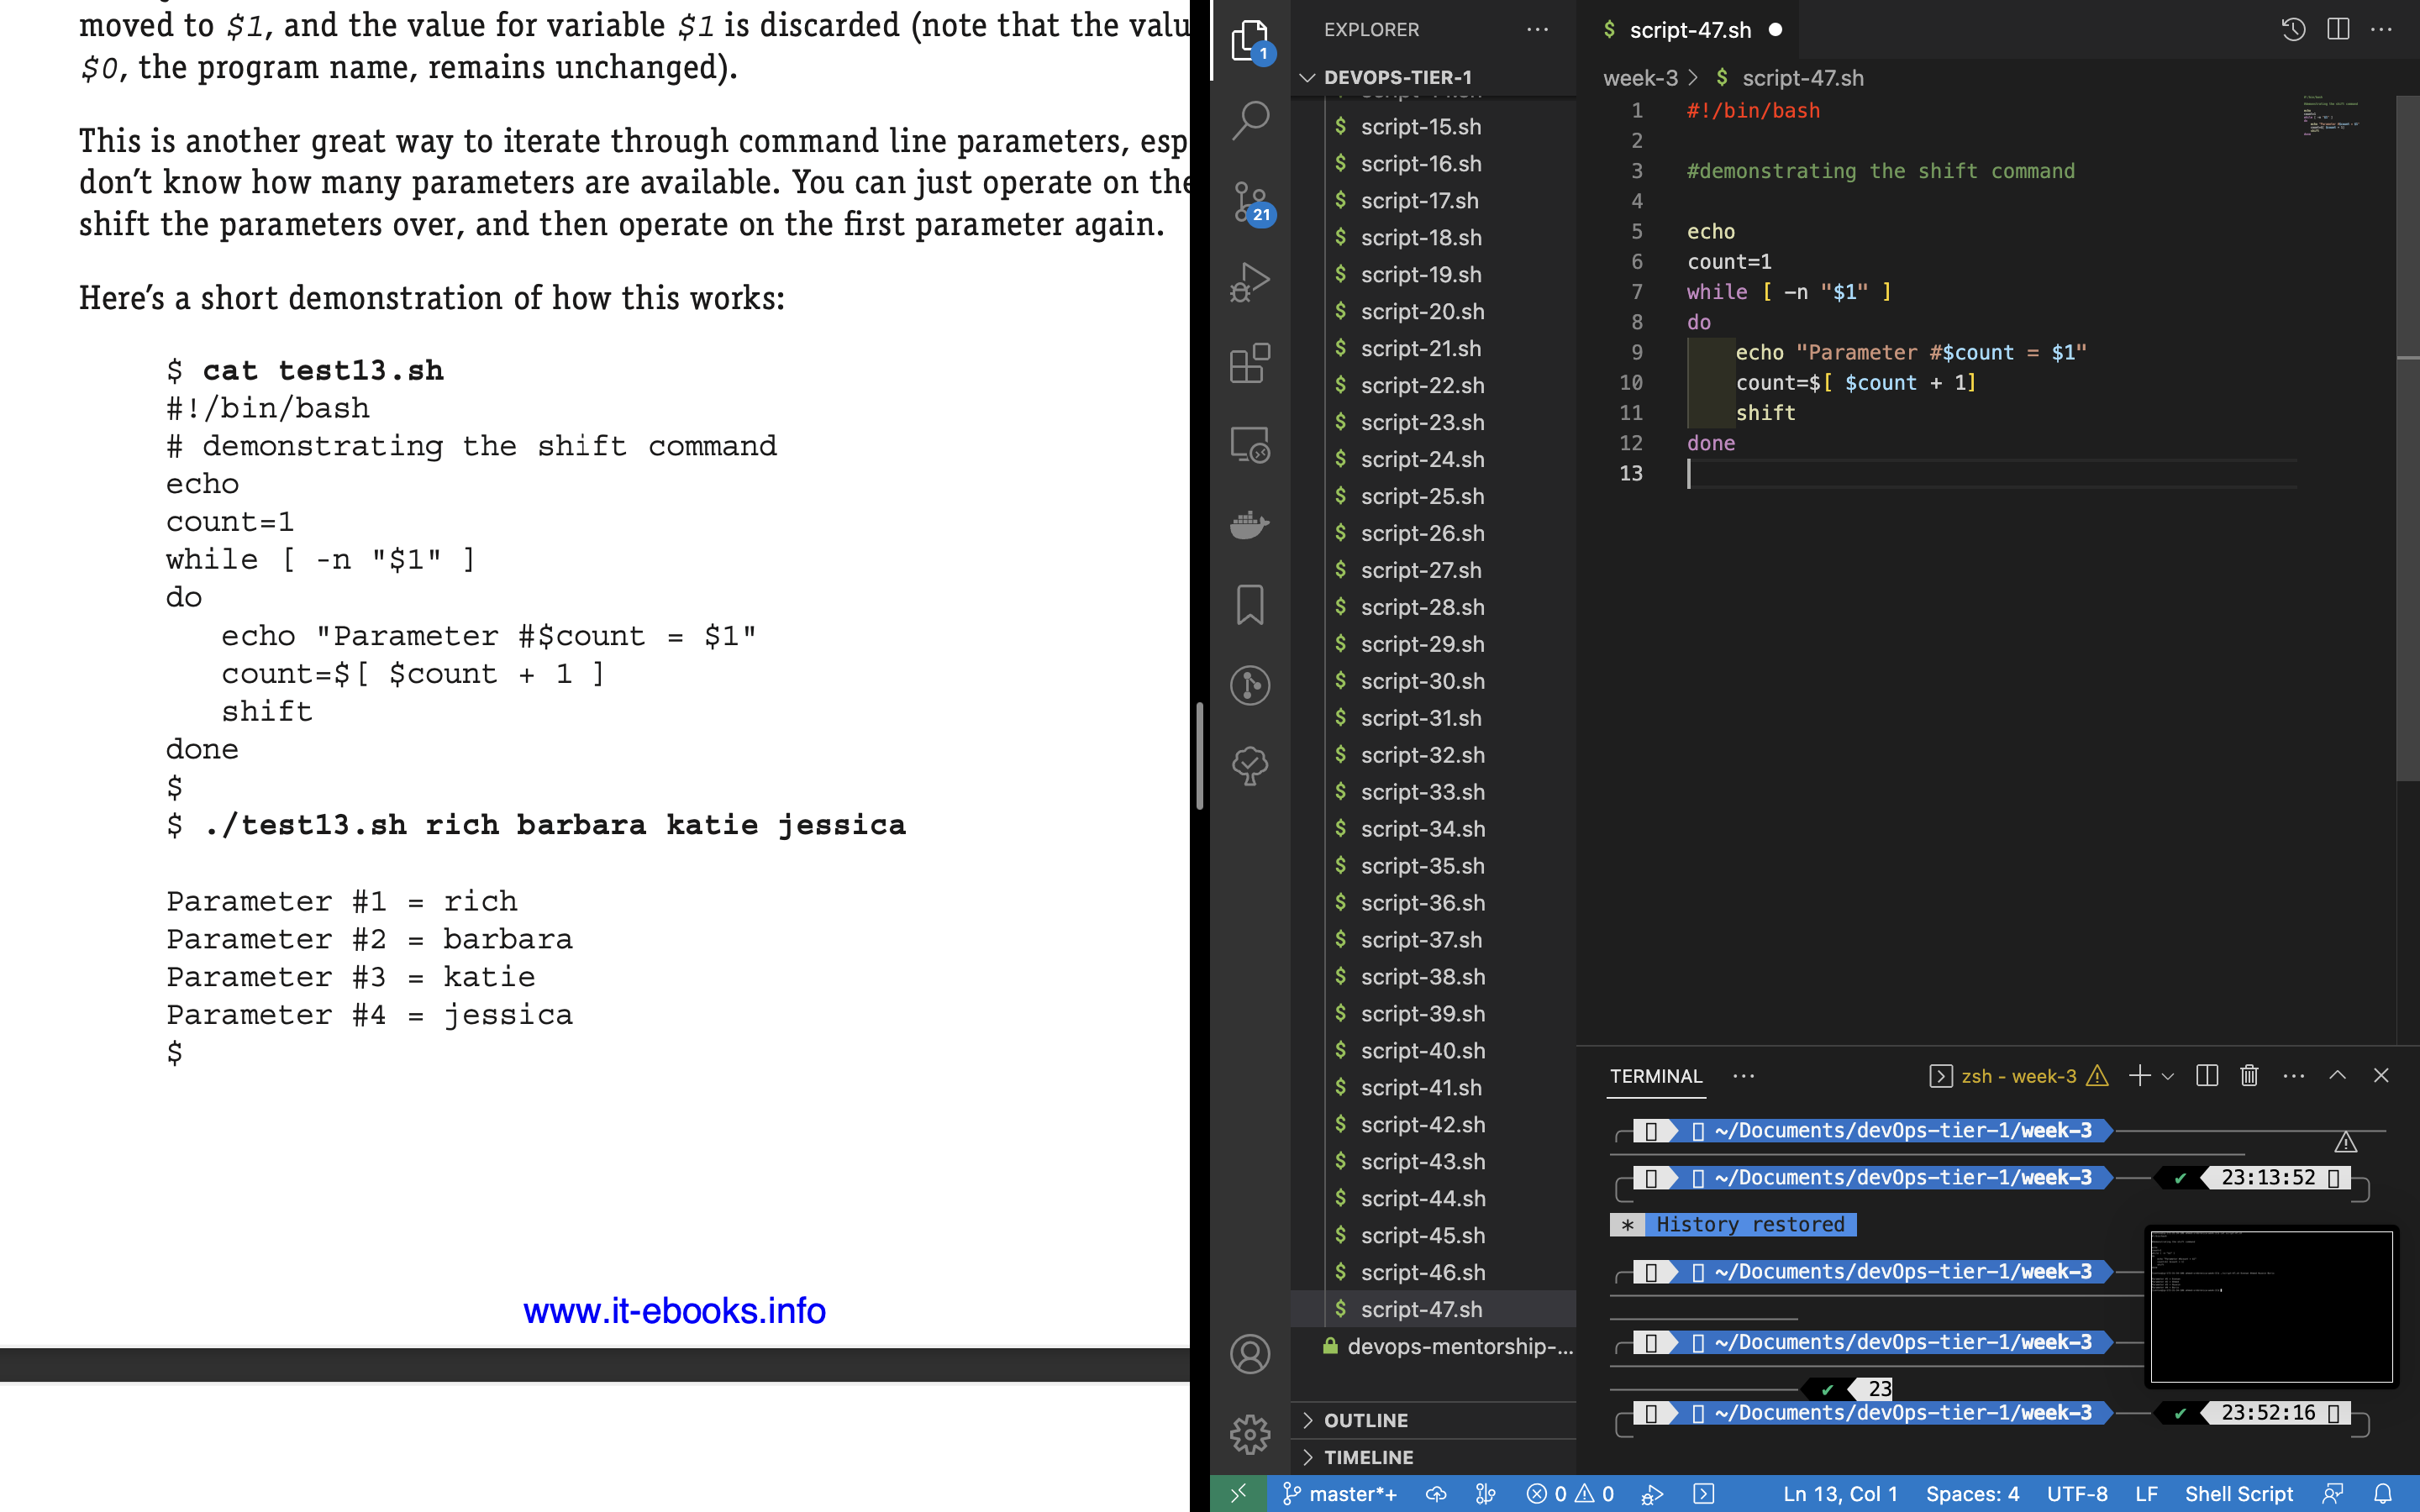 moved to $1, and the value for variable $1 is discarded (note that the valu
$0, the program name, remains unchanged).
This is another great way to iterate through command line parameters, esp
don’t know how many parameters are available. You can just operate on the
shift the parameters over, and then operate on the first parameter again.
Here’s a short demonstration of how this works:
$ cat test13.sh
#!/bin/bash
# demonstrating the shift command
echo
count=1
while [ -n "$1" ]
do
echo "Parameter #$count = $1"
count=$[ $count + 1 ]
shift
done
$
$ ./test13.sh rich barbara katie jessica
Parameter #1 = rich
Parameter #2 = barbara
Parameter #3 = katie
Parameter #4 = jessica
$
www.it-ebooks.info
1
21
EXPLORER
DEVOPS-TIER-1
$ script-15.sh
$ script-16.sh
$ script-17.sh
$ script-18.sh
$ script-19.sh
$ script-20.sh
$ script-21.sh
$ script-22.sh
$ script-23.sh
$ script-24.sh
$ script-25.sh
$ script-26.sh
$ script-27.sh
$ script-28.sh
$ script-29.sh
$ script-30.sh
$ script-31.sh
$ script-32.sh
$ script-33.sh
$ script-34.sh
$ script-35.sh
$ script-36.sh
$ script-37.sh
$ script-38.sh
$ script-39.sh
$ script-40.sh
$ script-41.sh
$ script-42.sh
$ script-43.sh
$ script-44.sh
$ script-45.sh
$ script-46.sh
$ script-47.sh
devops-mentorship-...
OUTLINE
TIMELINE
$ script-47.sh
week-3 > $ script-47.sh
1 #!/bin/bash
2
3 #demonstrating the shift command
4
5 echo
6 count=1
7 while [ -n "$1" ]
8 do
9 echo "Parameter #$count = $1"
10 count=$[ $count + 1]
11 shift
12 done
13
TERMINAL
zsh - week-3
~/Documents/devOps-tier-1/week-3
~/Documents/devOps-tier-1/week-3 ✔ 23:13:52
* History restored
~/Documents/devOps-tier-1/week-3
~/Documents/devOps-tier-1/week-3
✔ 23
~/Documents/devOps-tier-1/week-3 ✔ 23:52:16
master*+ 0 0 Ln 13, Col 1 Spaces: 4 UTF-8 LF Shell Script